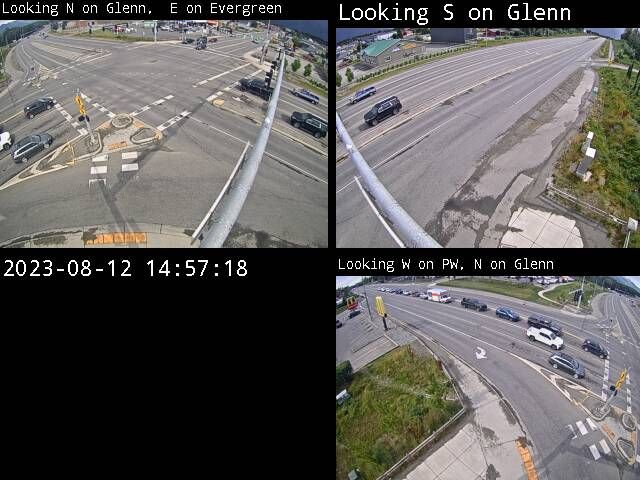 Looking N on Glenn,  E on Evergreen
Looking S on Glenn
2023-08-12 14:57:18
Looking W on PW, N on Glenn